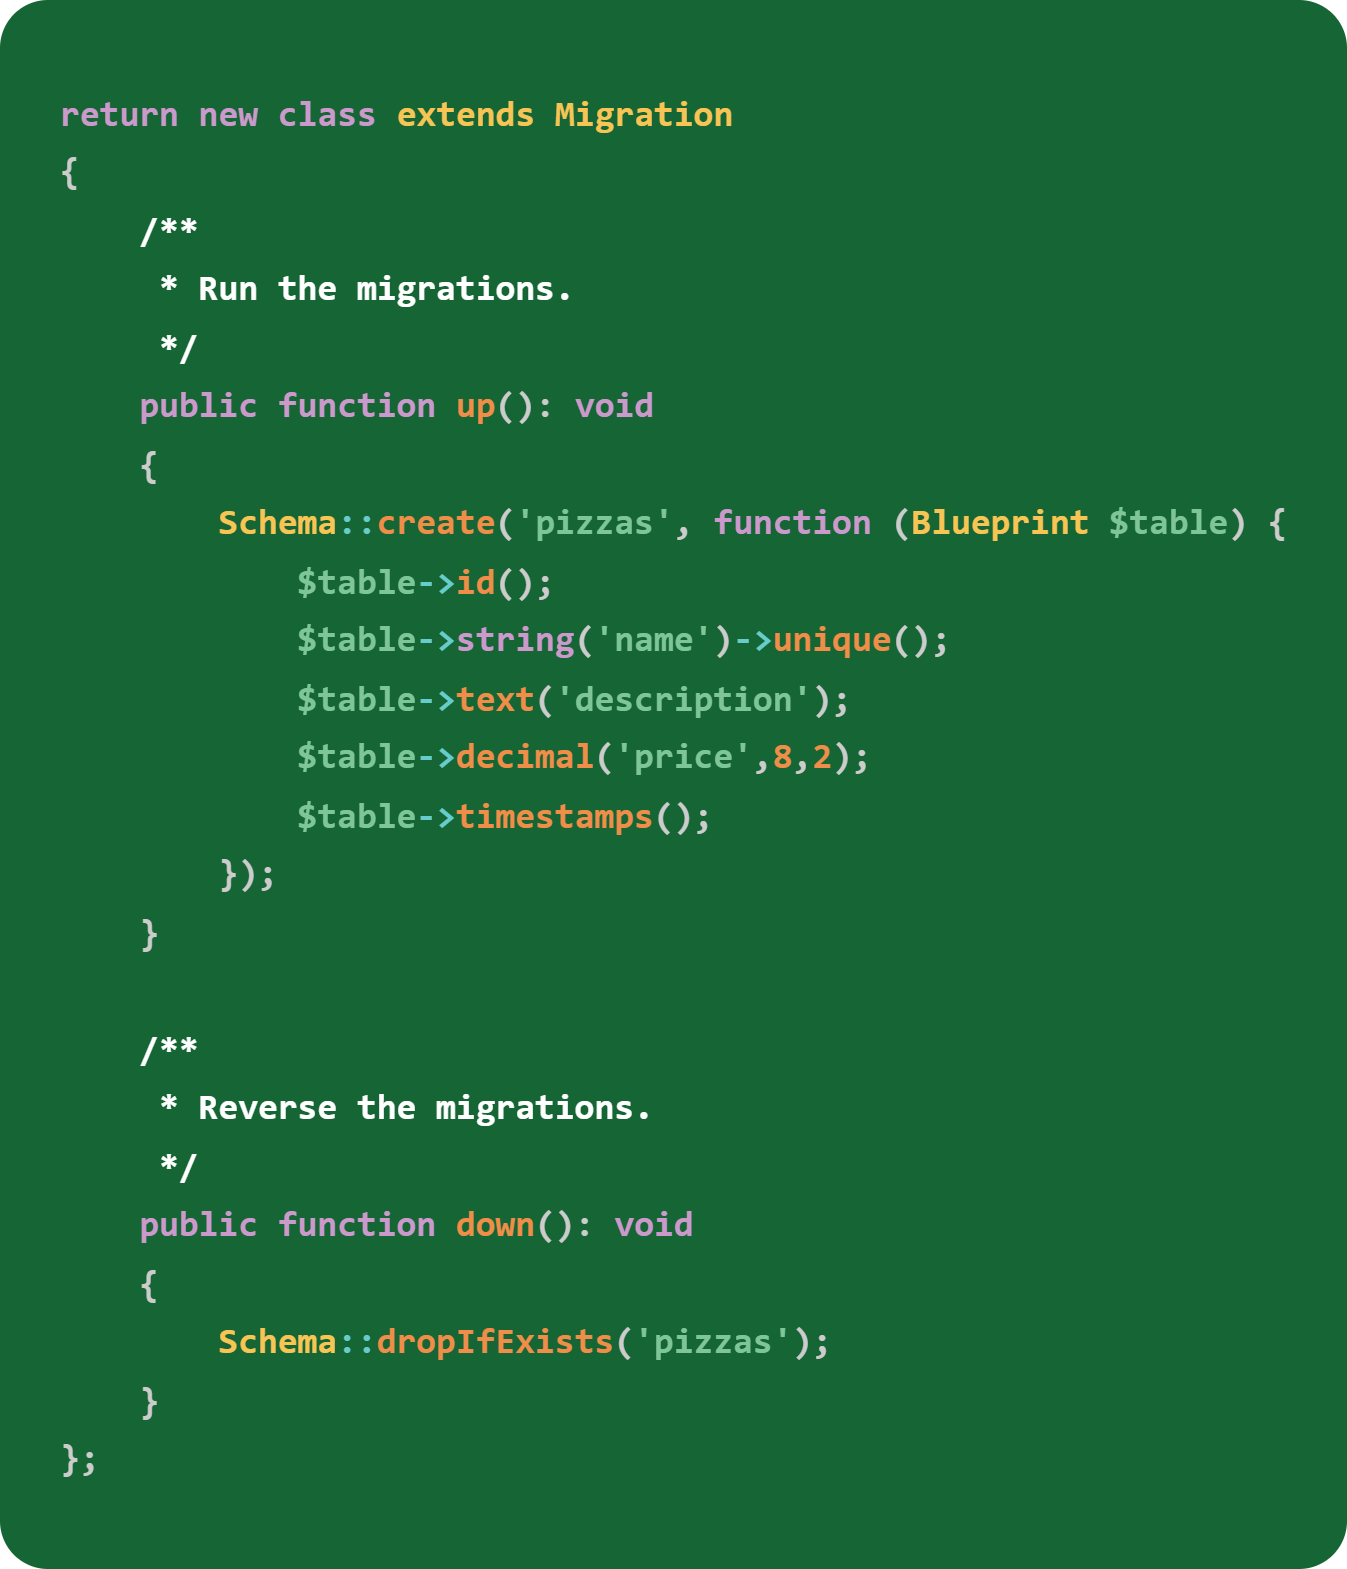 return new class extends Migration
{
    /**
     * Run the migrations.
     */
    public function up(): void
    {
        Schema::create('pizzas', function (Blueprint $table) {
            $table->id();
            $table->string('name')->unique();
            $table->text('description');
            $table->decimal('price',8,2);
            $table->timestamps();
        });
    }

    /**
     * Reverse the migrations.
     */
    public function down(): void
    {
        Schema::dropIfExists('pizzas');
    }
};